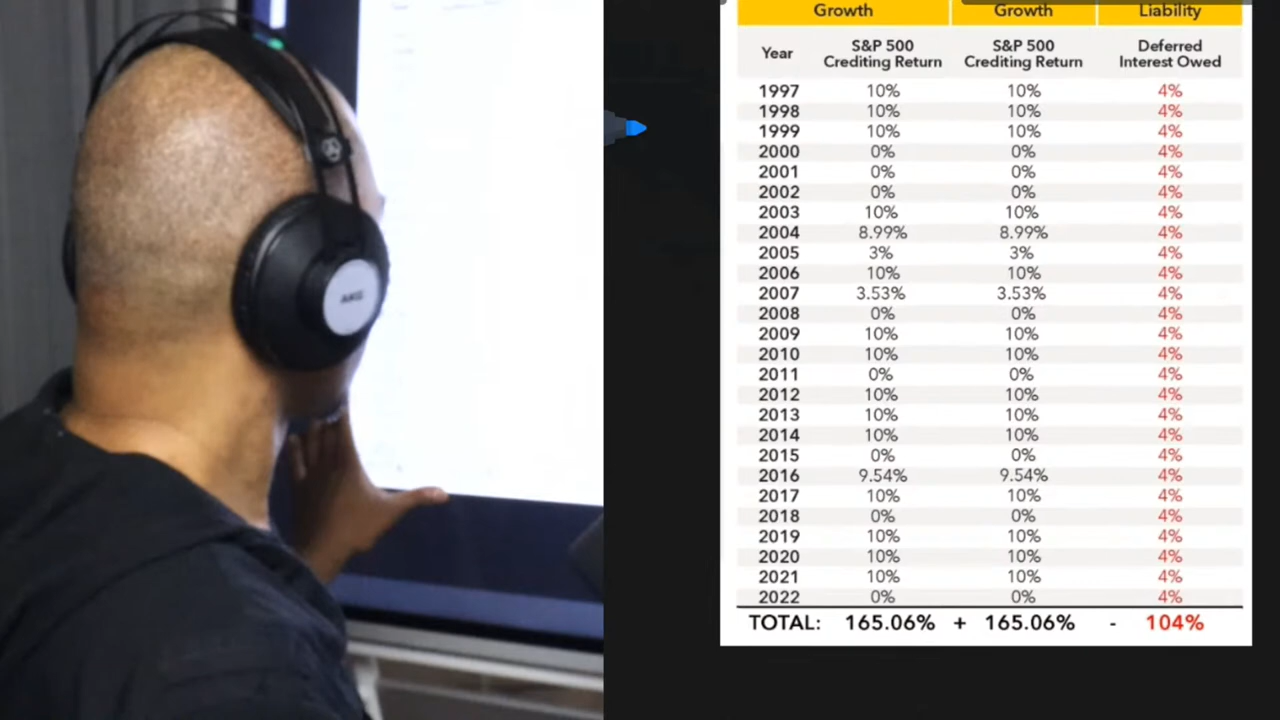 Growth Growth Liability
Year S&P 500 Crediting Return S&P 500 Crediting Return Deferred Interest Owed
1997 10% 10% 4%
1998 10% 10% 4%
1999 10% 10% 4%
2000 0% 0% 4%
2001 0% 0% 4%
2002 0% 0% 4%
2003 10% 10% 4%
2004 8.99% 8.99% 4%
2005 3% 3% 4%
2006 10% 10% 4%
2007 3.53% 3.53% 4%
2008 0% 0% 4%
2009 10% 10% 4%
2010 10% 10% 4%
2011 0% 0% 4%
2012 10% 10% 4%
2013 10% 10% 4%
2014 10% 10% 4%
2015 0% 0% 4%
2016 9.54% 9.54% 4%
2017 10% 10% 4%
2018 0% 0% 4%
2019 10% 10% 4%
2020 10% 10% 4%
2021 10% 10% 4%
2022 0% 0% 4%
TOTAL: 165.06% + 165.06% - 104%
AKG